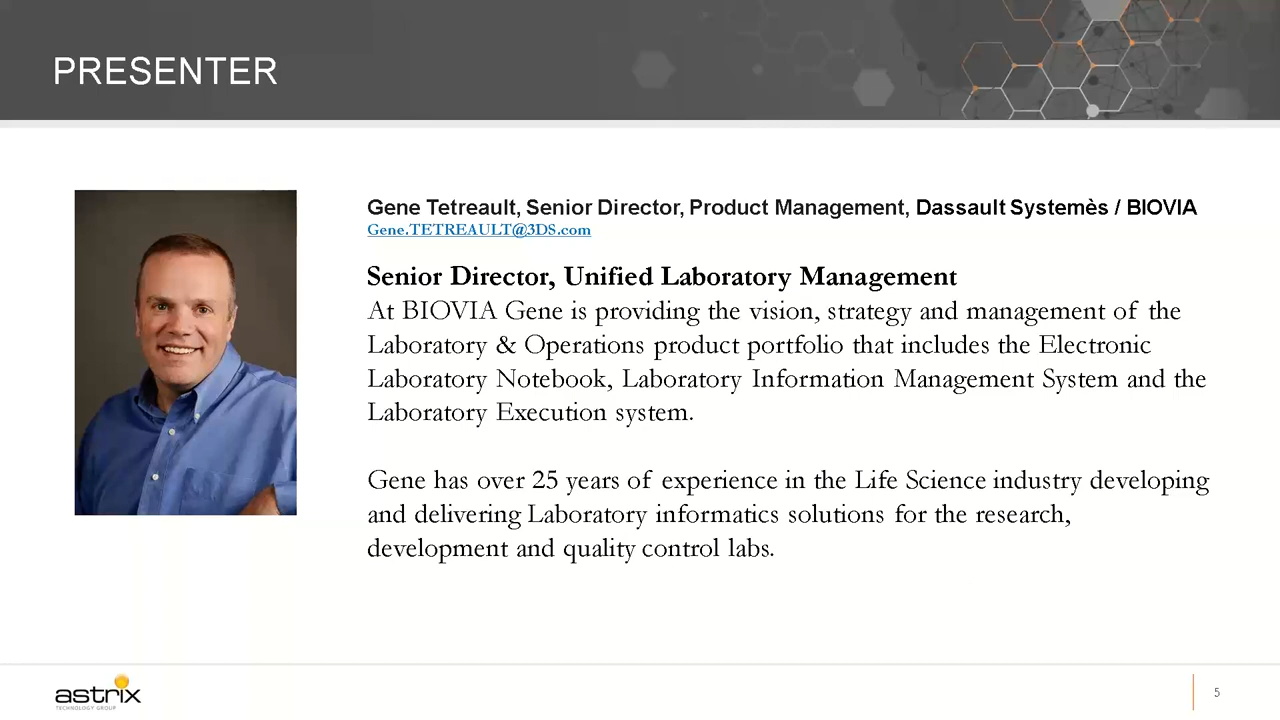 PRESENTER
Gene Tetreault, Senior Director, Product Management, Dassault Systemès / BIOVIA
Gene.TETREAULT@3DS.com
Senior Director, Unified Laboratory Management
At BIOVIA Gene is providing the vision, strategy and management of the
Laboratory & Operations product portfolio that includes the Electronic
Laboratory Notebook, Laboratory Information Management System and the
Laboratory Execution system.
Gene has over 25 years of experience in the Life Science industry developing
and delivering Laboratory informatics solutions for the research,
development and quality control labs.
astrix
TECHNOLOGY GROUP
5